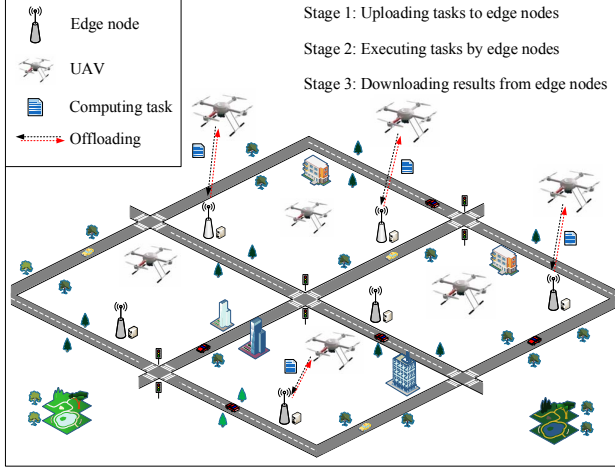 Edge node
UAV
Computing task
Offloading
Stage 1: Uploading tasks to edge nodes
Stage 2: Executing tasks by edge nodes
Stage 3: Downloading results from edge nodes